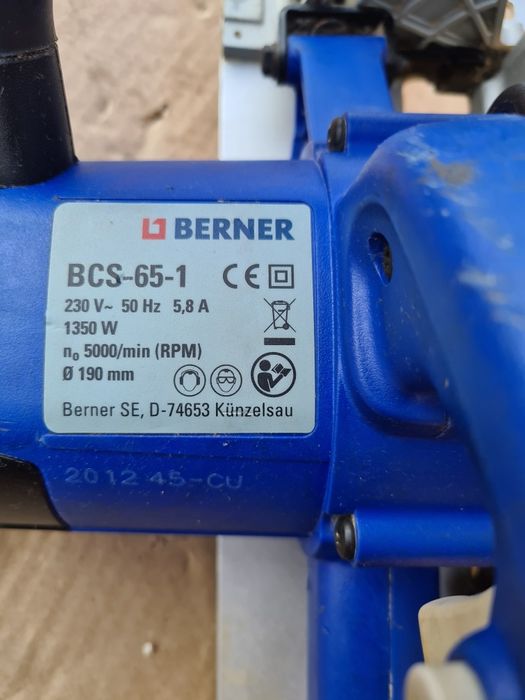 BERNER
BCS-65-1 CE
230 V~ 50 Hz 5,8 A
1350 W
n₀ 5000/min (RPM)
Ø 190 mm
Berner SE, D-74653 Künzelsau
2012 45-CU